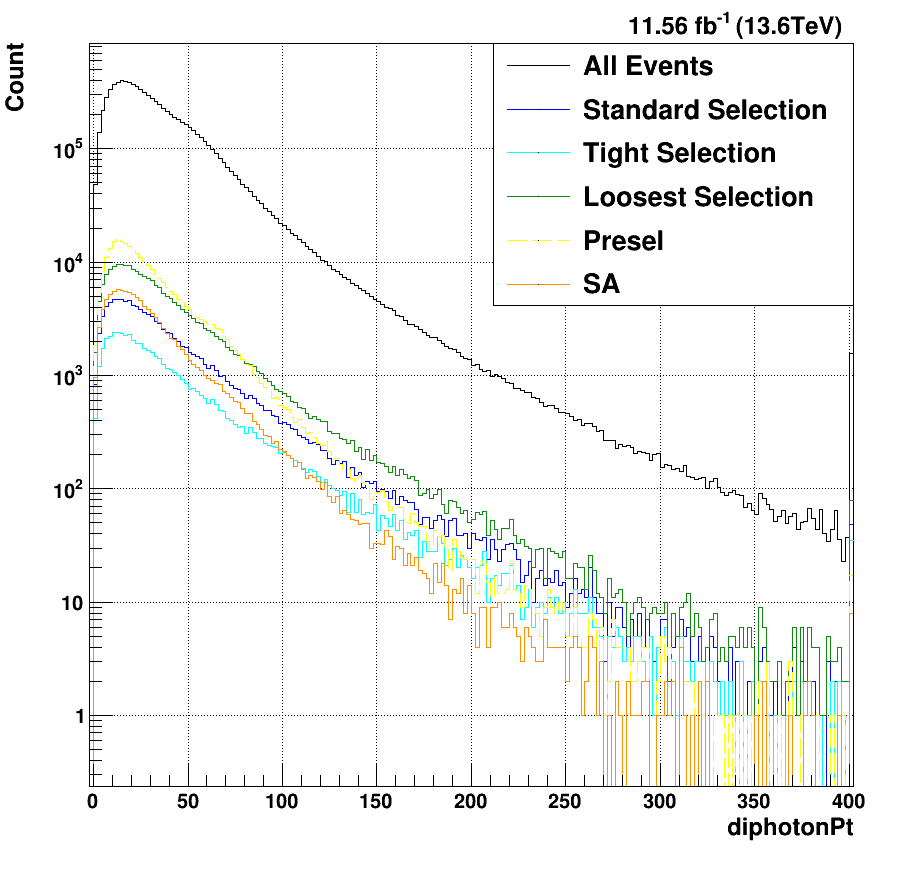 11.56 fb⁻¹ (13.6TeV)
Count
All Events
Standard Selection
Tight Selection
Loosest Selection
Presel
SA
10⁵
10⁴
10³
10²
10
1
0 50 100 150 200 250 300 350 400
diphotonPt